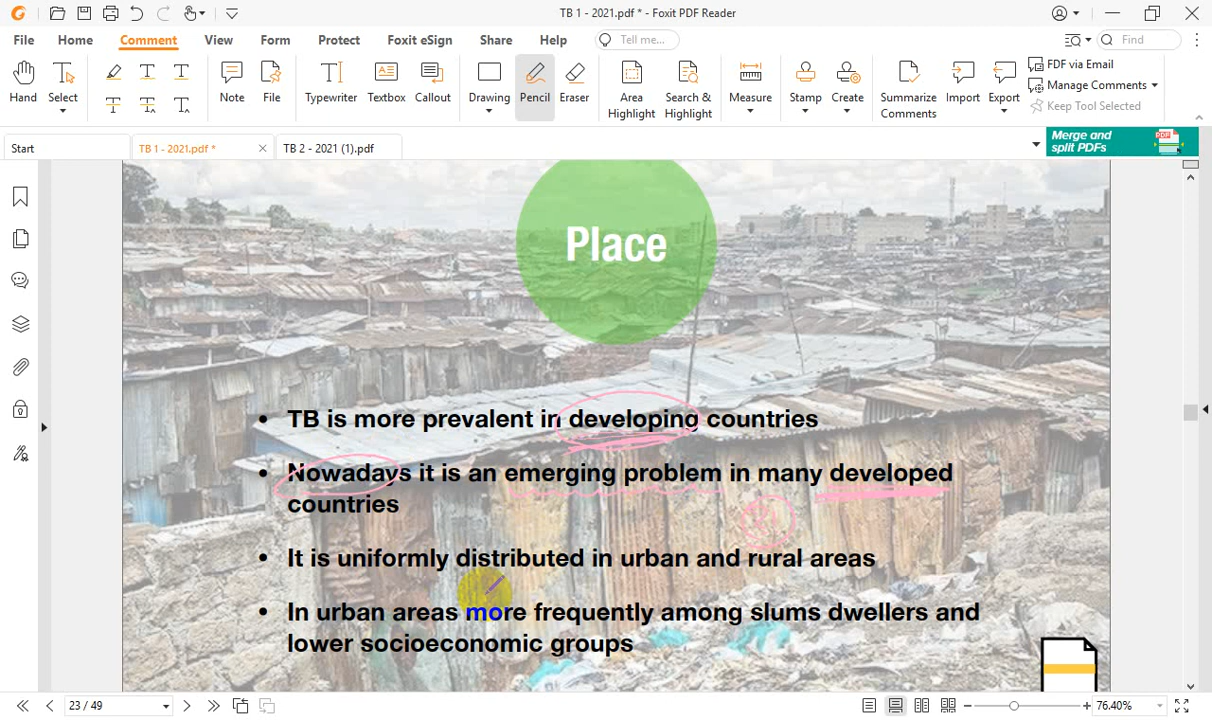 TB 1 - 2021.pdf * - Foxit PDF Reader
File Home Comment View Form Protect Foxit eSign Share Help Tell me... Find
Hand Select Note File Typewriter Textbox Callout Drawing Pencil Eraser Area Highlight Search & Highlight Measure Stamp Create Summarize Comments Import Export
PDF via Email
Manage Comments
Keep Tool Selected
Start TB 1 - 2021.pdf * TB 2 - 2021 (1).pdf
Merge and
split PDFs
PDF
Place
• TB is more prevalent in developing countries
• Nowadays it is an emerging problem in many developed
countries
• It is uniformly distributed in urban and rural areas
• In urban areas more frequently among slums dwellers and
lower socioeconomic groups
23 / 49 76.40%